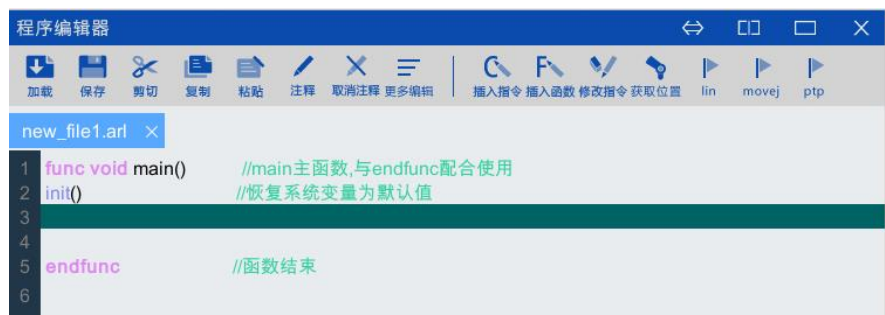 程序编辑器
加载 保存 剪切 复制 粘贴 注释 取消注释 更多编辑 插入指令 插入函数 修改指令 获取位置 lin movej ptp
new_file1.arl
1 func void main() //main主函数,与endfunc配合使用
2 init() //恢复系统变量为默认值
3
4
5 endfunc //函数结束
6